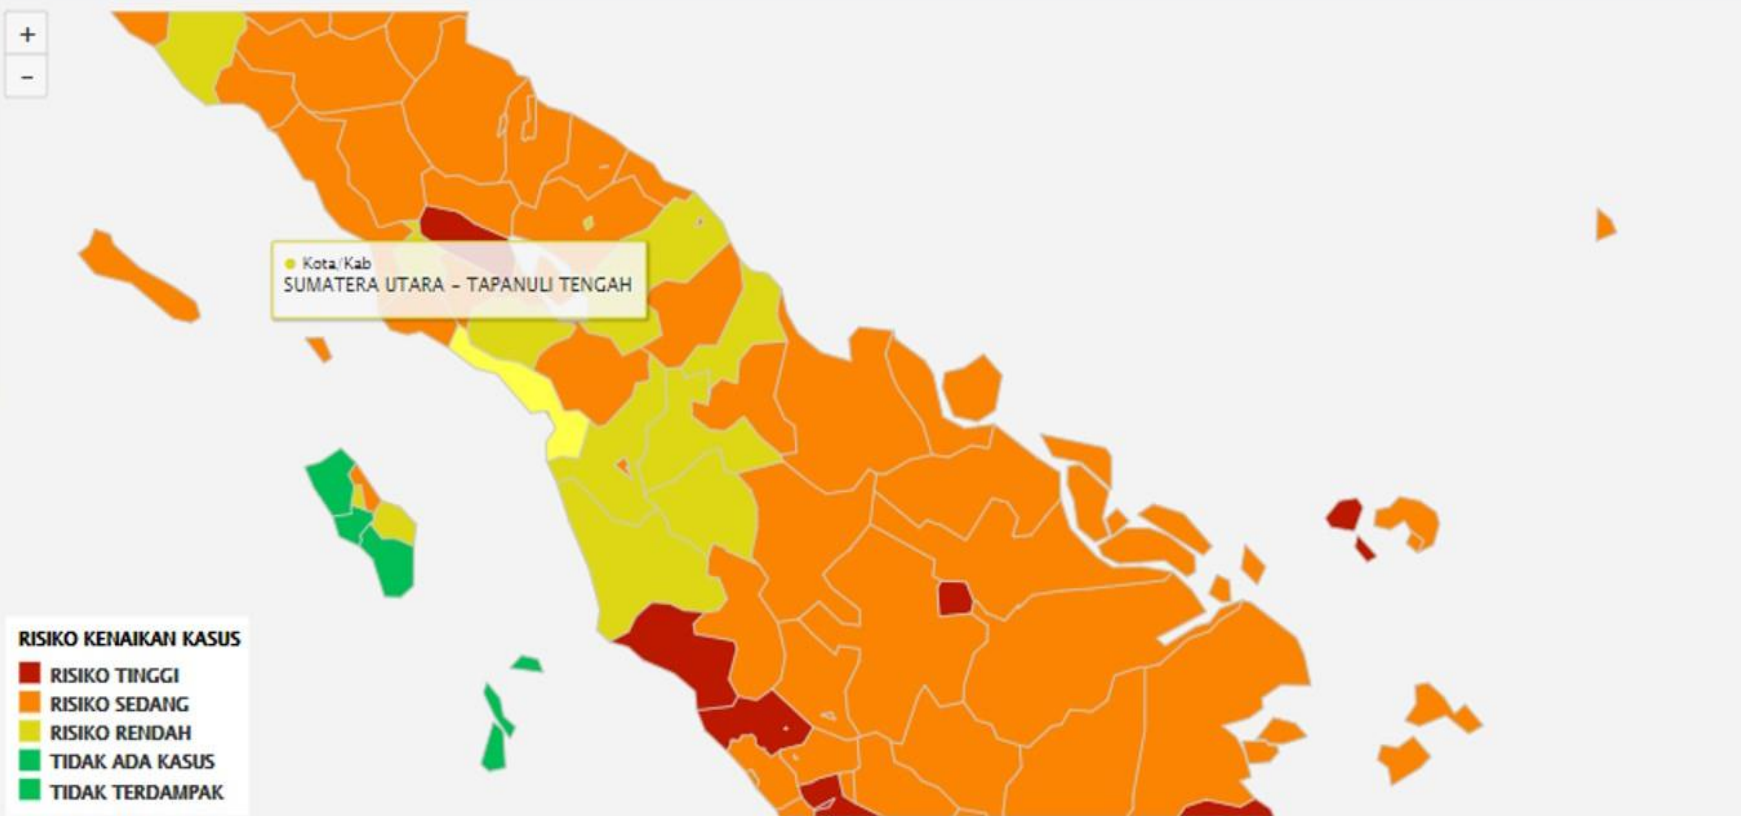 +
−
Kota/Kab
SUMATERA UTARA - TAPANULI TENGAH
RISIKO KENAIKAN KASUS
RISIKO TINGGI
RISIKO SEDANG
RISIKO RENDAH
TIDAK ADA KASUS
TIDAK TERDAMPAK